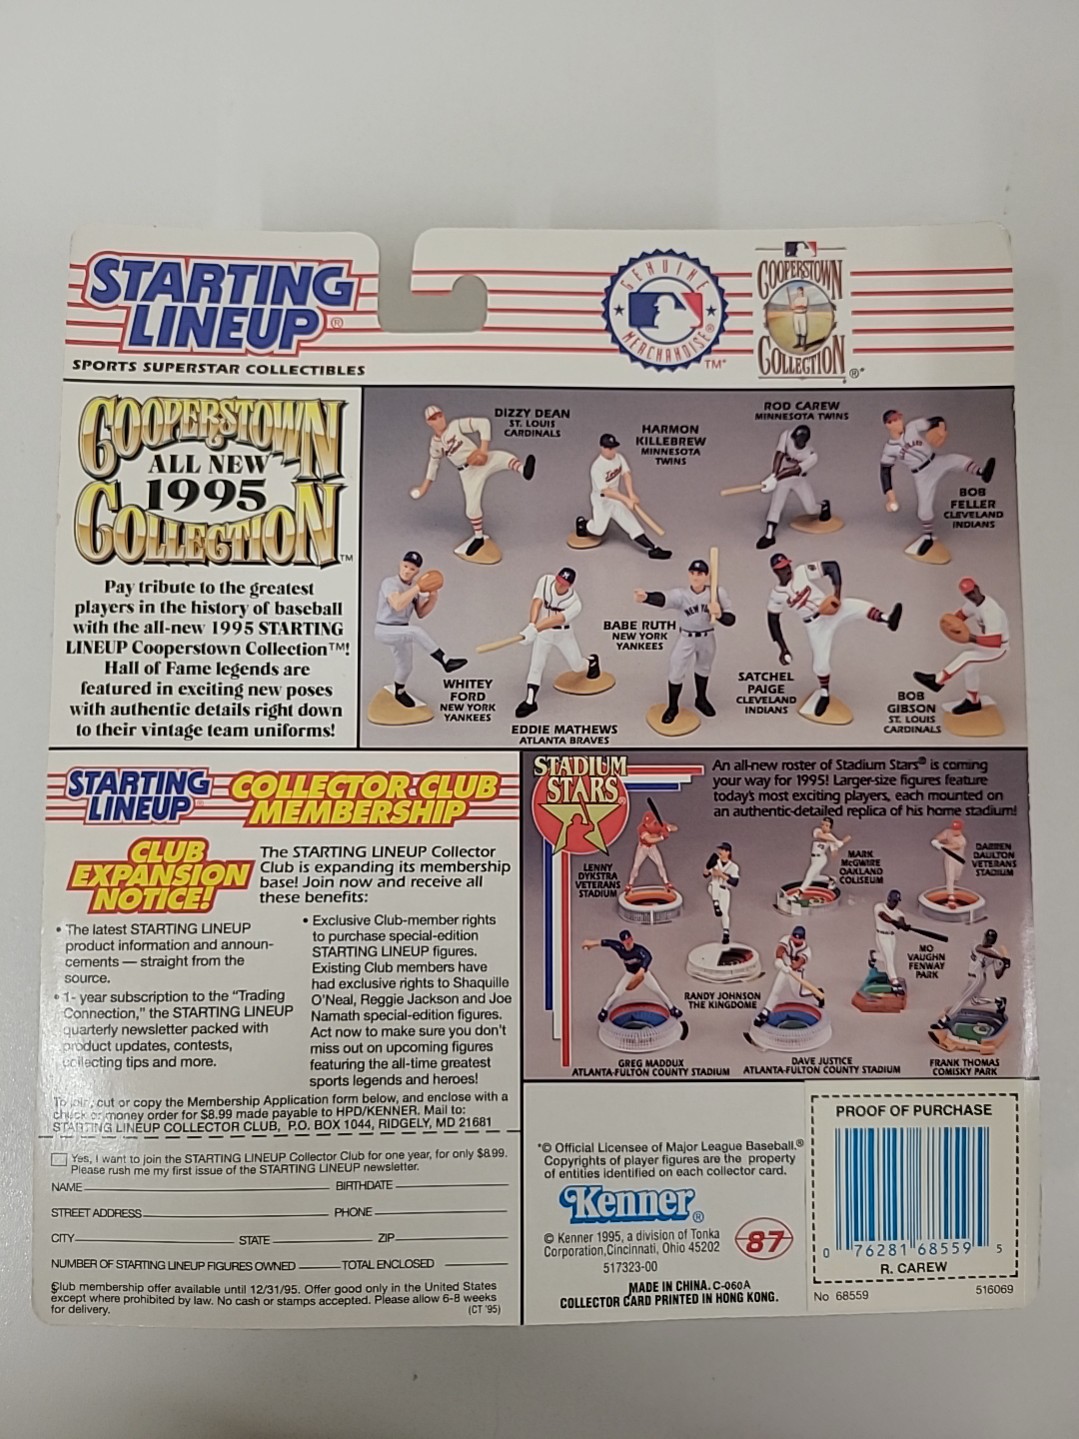 STARTING
LINEUP®
SPORTS SUPERSTAR COLLECTIBLES
GENUINE
MERCHANDISE®
TM*
COOPERSTOWN
COLLECTION
®*
COOPERSTOWN
ALL NEW
1995
COLLECTION
TM
Pay tribute to the greatest
players in the history of baseball
with the all-new 1995 STARTING
LINEUP Cooperstown Collection™!
Hall of Fame legends are
featured in exciting new poses
with authentic details right down
to their vintage team uniforms!
DIZZY DEAN
ST. LOUIS
CARDINALS
HARMON
KILLEBREW
MINNESOTA
TWINS
ROD CAREW
MINNESOTA TWINS
BOB
FELLER
CLEVELAND
INDIANS
WHITEY
FORD
NEW YORK
YANKEES
EDDIE MATHEWS
ATLANTA BRAVES
BABE RUTH
NEW YORK
YANKEES
SATCHEL
PAIGE
CLEVELAND
INDIANS
BOB
GIBSON
ST. LOUIS
CARDINALS
STARTING
LINEUP®
COLLECTOR CLUB
MEMBERSHIP
CLUB
EXPANSION
NOTICE!
The STARTING LINEUP Collector
Club is expanding its membership
base! Join now and receive all
these benefits:
• The latest STARTING LINEUP
product information and announ-
cements — straight from the
source.
• 1- year subscription to the "Trading
Connection," the STARTING LINEUP
quarterly newsletter packed with
product updates, contests,
collecting tips and more.
• Exclusive Club-member rights
to purchase special-edition
STARTING LINEUP figures.
Existing Club members have
had exclusive rights to Shaquille
O'Neal, Reggie Jackson and Joe
Namath special-edition figures.
Act now to make sure you don't
miss out on upcoming figures
featuring the all-time greatest
sports legends and heroes!
To join, cut or copy the Membership Application form below, and enclose with a
check or money order for $8.99 made payable to HPD/KENNER. Mail to:
STARTING LINEUP COLLECTOR CLUB, P.O. BOX 1044, RIDGELY, MD 21681
Yes, I want to join the STARTING LINEUP Collector Club for one year, for only $8.99.
Please rush me my first issue of the STARTING LINEUP newsletter.
NAME BIRTHDATE
STREET ADDRESS PHONE
CITY STATE ZIP
NUMBER OF STARTING LINEUP FIGURES OWNED TOTAL ENCLOSED
Club membership offer available until 12/31/95. Offer good only in the United States
except where prohibited by law. No cash or stamps accepted. Please allow 6-8 weeks
for delivery. (CT '95)
STADIUM
STARS®
An all-new roster of Stadium Stars® is coming
your way for 1995! Larger-size figures feature
today's most exciting players, each mounted on
an authentic-detailed replica of his home stadium!
LENNY
DYKSTRA
VETERANS
STADIUM
MARK
McGWIRE
OAKLAND
COLISEUM
DARREN
DAULTON
VETERANS
STADIUM
RANDY JOHNSON
THE KINGDOME
MO
VAUGHN
FENWAY
PARK
GREG MADDUX
ATLANTA-FULTON COUNTY STADIUM
DAVE JUSTICE
ATLANTA-FULTON COUNTY STADIUM
FRANK THOMAS
COMISKY PARK
*© Official Licensee of Major League Baseball.®
Copyrights of player figures are the property
of entities identified on each collector card.
Kenner®
© Kenner 1995, a division of Tonka
Corporation,Cincinnati, Ohio 45202
517323-00
87
MADE IN CHINA. C-060A
COLLECTOR CARD PRINTED IN HONG KONG.
PROOF OF PURCHASE
0 76281 68559 5
R. CAREW
No 68559
516069